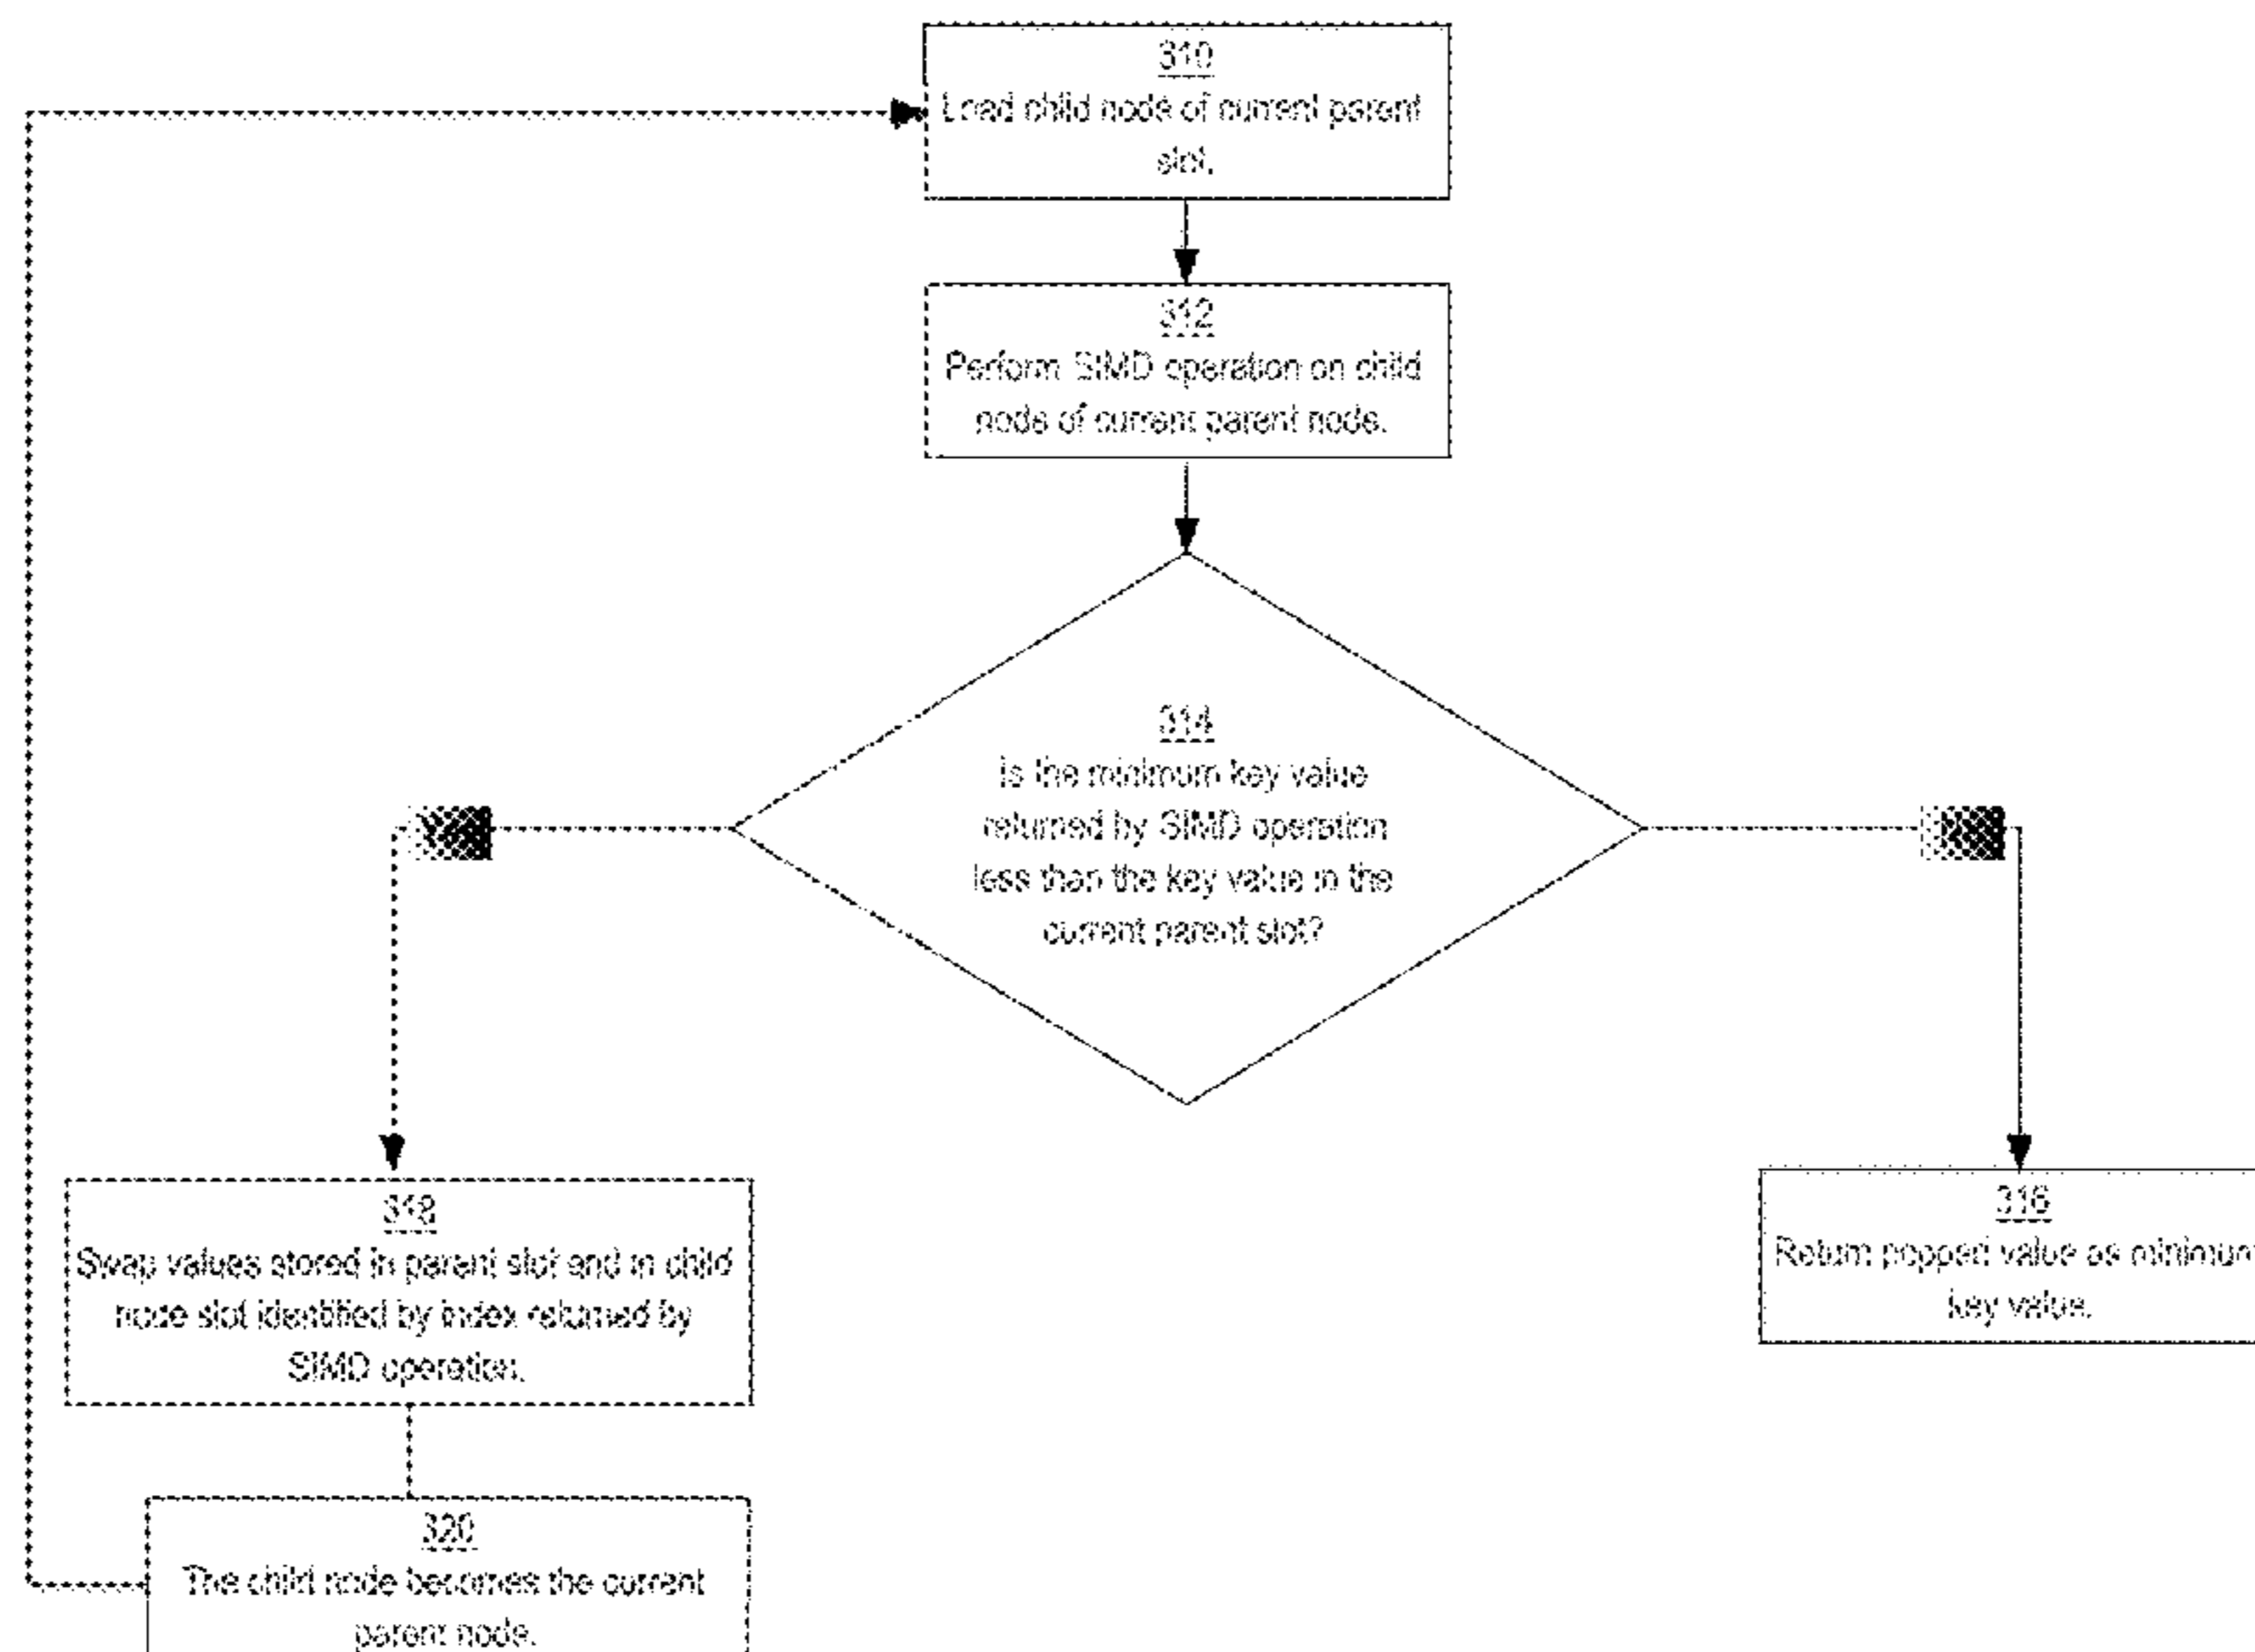 310
Load child node of current parent
slot.
312
Perform SIMD operation on child
node of current parent node.
314
Is the minimum key value
returned by SIMD operation
less than the key value in the
current parent slot?
318
Swap values stored in parent slot and in child
node slot identified by index returned by
SIMD operation.
316
Return popped value as minimum
key value.
320
The child node becomes the current
parent node.